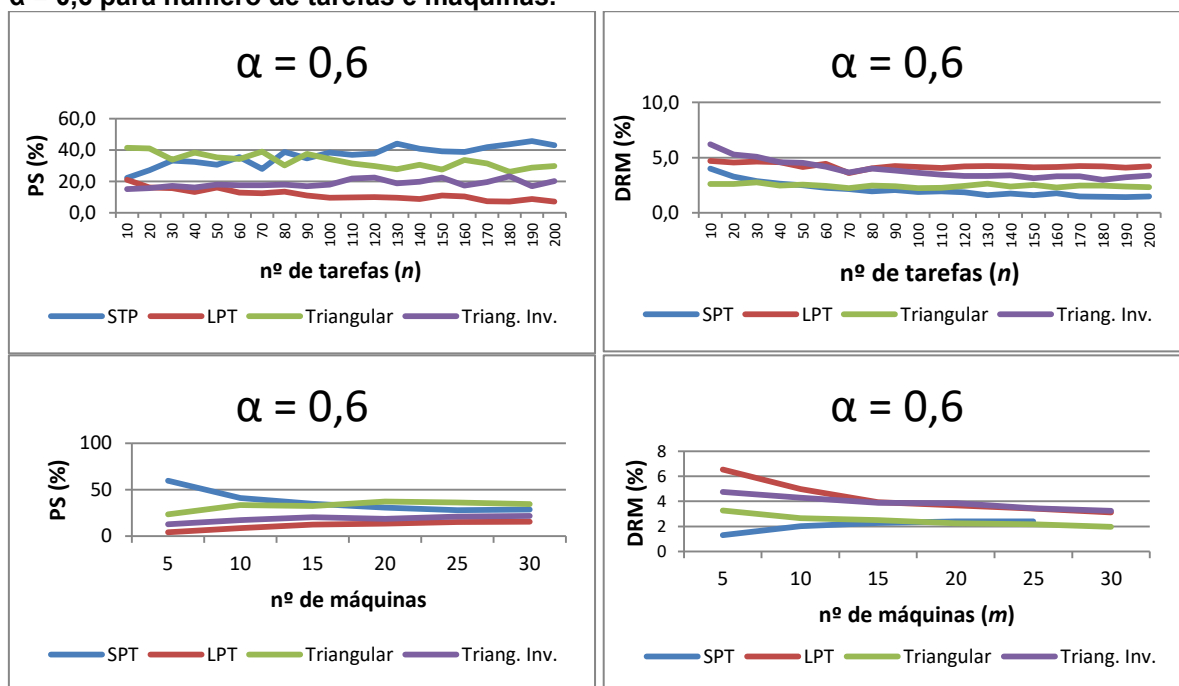 α = 0,6 para número de tarefas e máquinas.
α = 0,6
PS (%)
60,0
40,0
20,0
0,0
10 20 30 40 50 60 70 80 90 100 110 120 130 140 150 160 170 180 190 200
nº de tarefas (n)
STP LPT Triangular Triang. Inv.
α = 0,6
DRM (%)
10,0
5,0
0,0
10 20 30 40 50 60 70 80 90 100 110 120 130 140 150 160 170 180 190 200
nº de tarefas (n)
SPT LPT Triangular Triang. Inv.
α = 0,6
PS (%)
100
50
0
5 10 15 20 25 30
nº de máquinas
SPT LPT Triangular Triang. Inv.
α = 0,6
DRM (%)
8
6
4
2
0
5 10 15 20 25 30
nº de máquinas (m)
SPT LPT Triangular Triang. Inv.